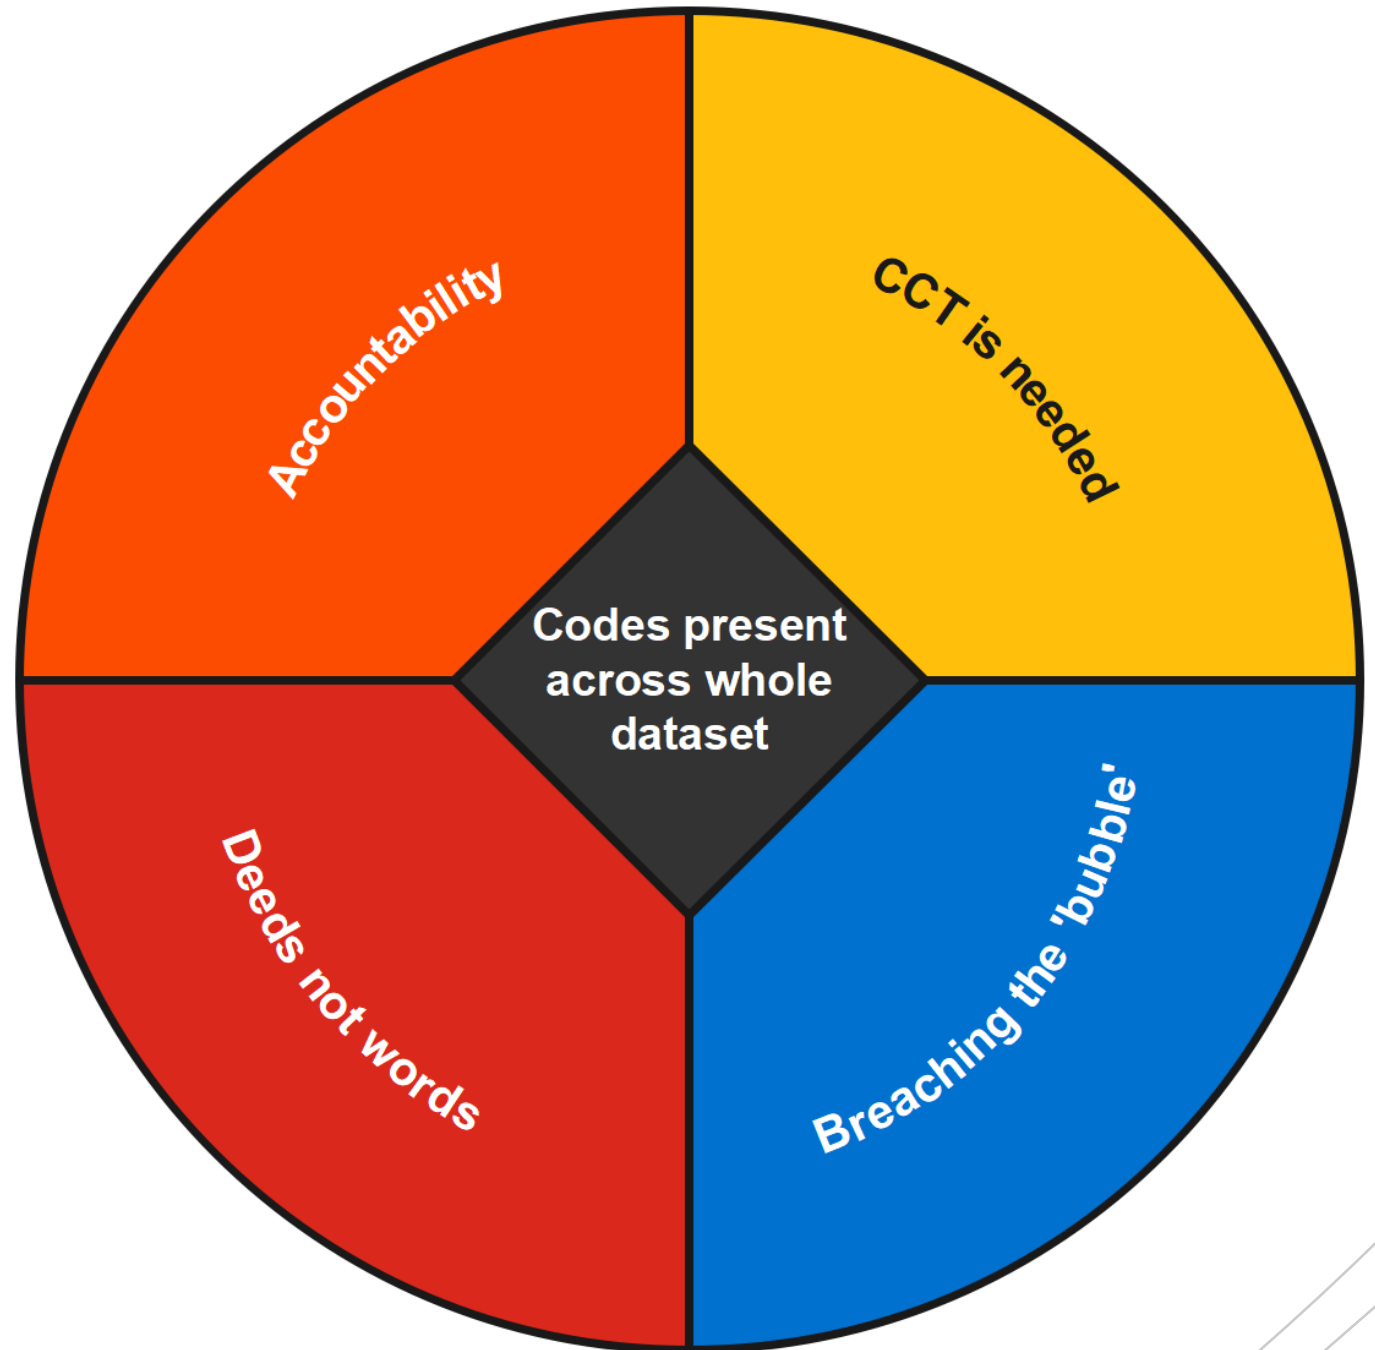 Accountability
CCT is needed
Codes present
across whole
dataset
Deeds not words
Breaching the 'bubble'